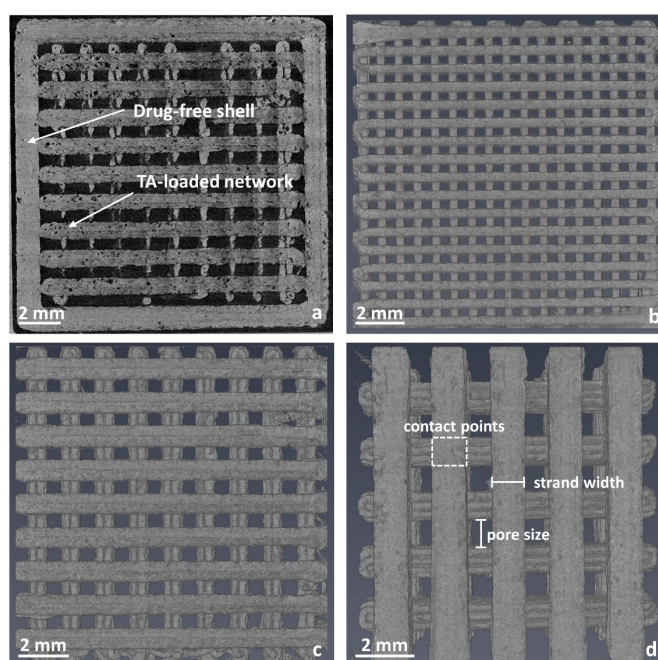 Drug-free shell
TA-loaded network
2 mm
a
2 mm
b
2 mm
c
contact points
strand width
pore size
2 mm
d